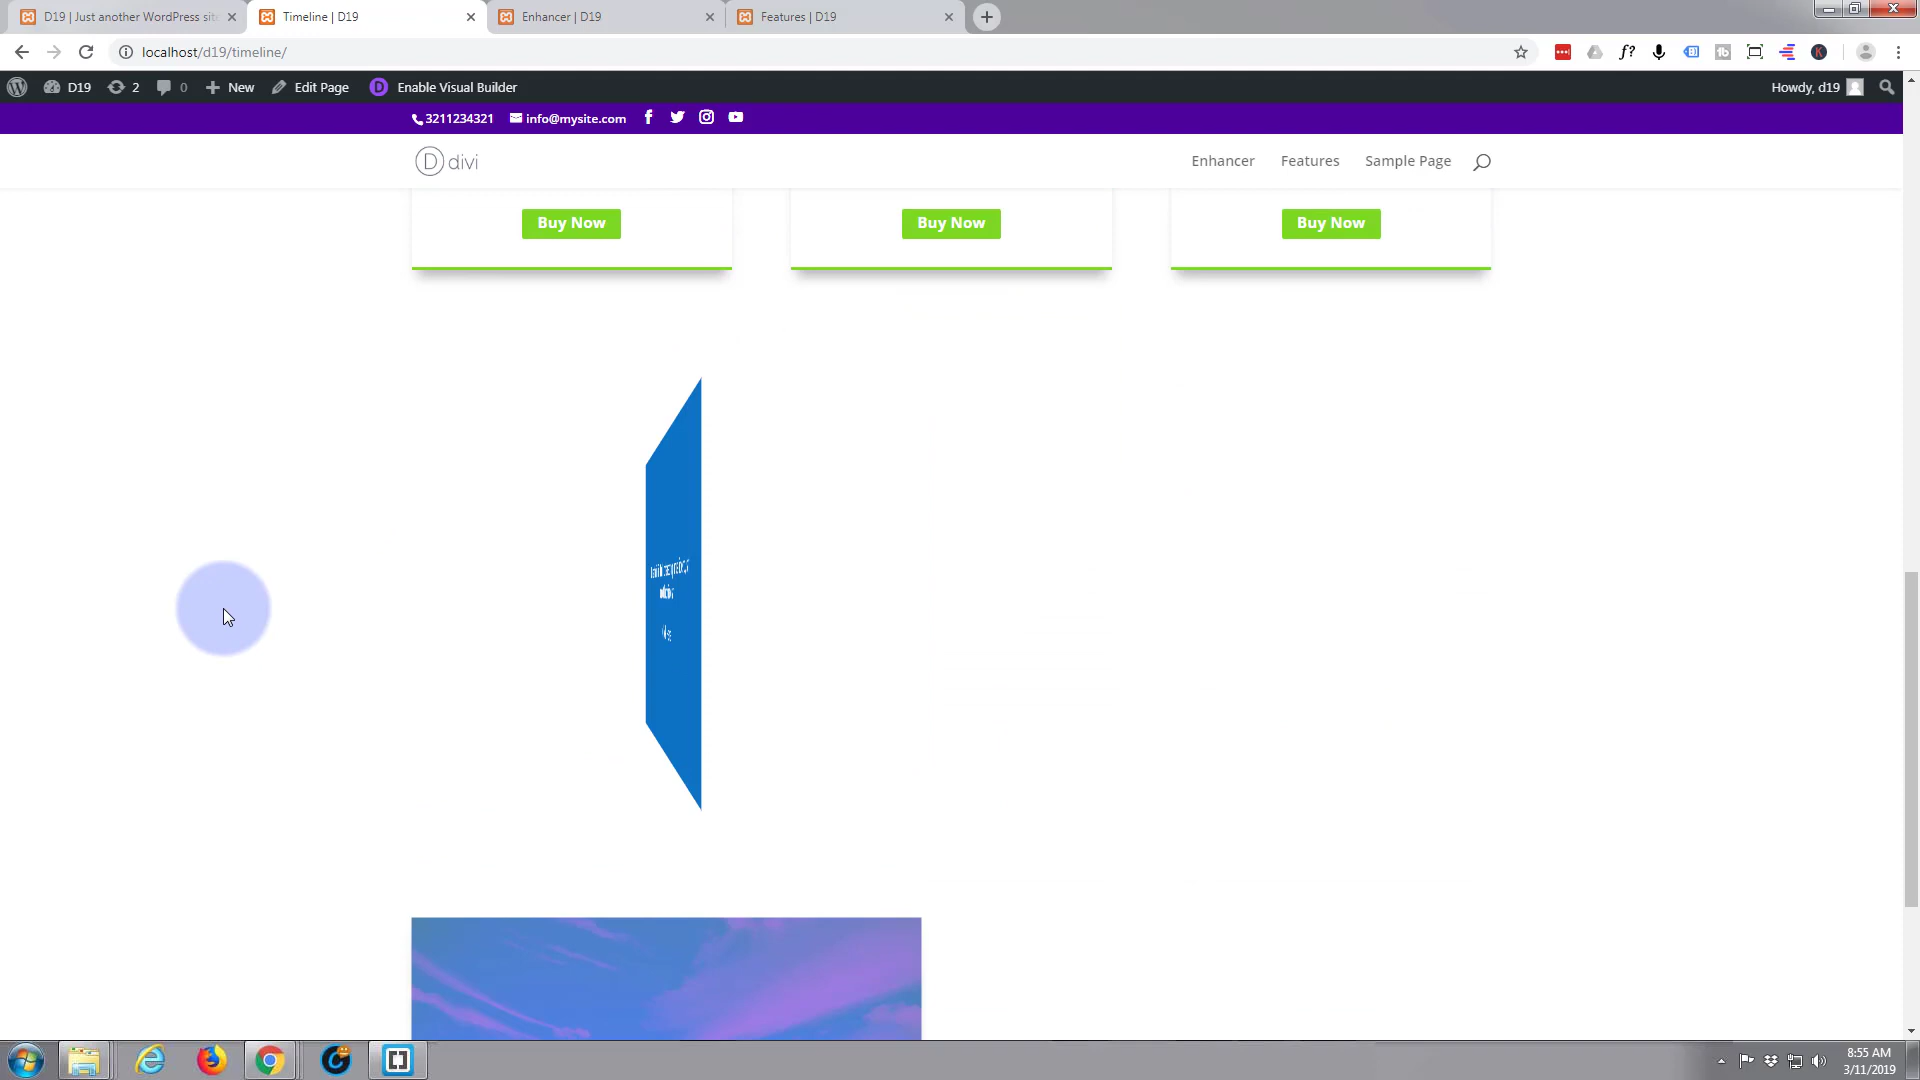 D19 | Just another WordPress sit
Timeline | D19
Enhancer | D19
Features | D19
localhost/d19/timeline/
D19
2
0
New
Edit Page
Enable Visual Builder
Howdy, d19
3211234321
info@mysite.com
D divi
Enhancer
Features
Sample Page
Buy Now
Buy Now
Buy Now
8:55 AM
3/11/2019